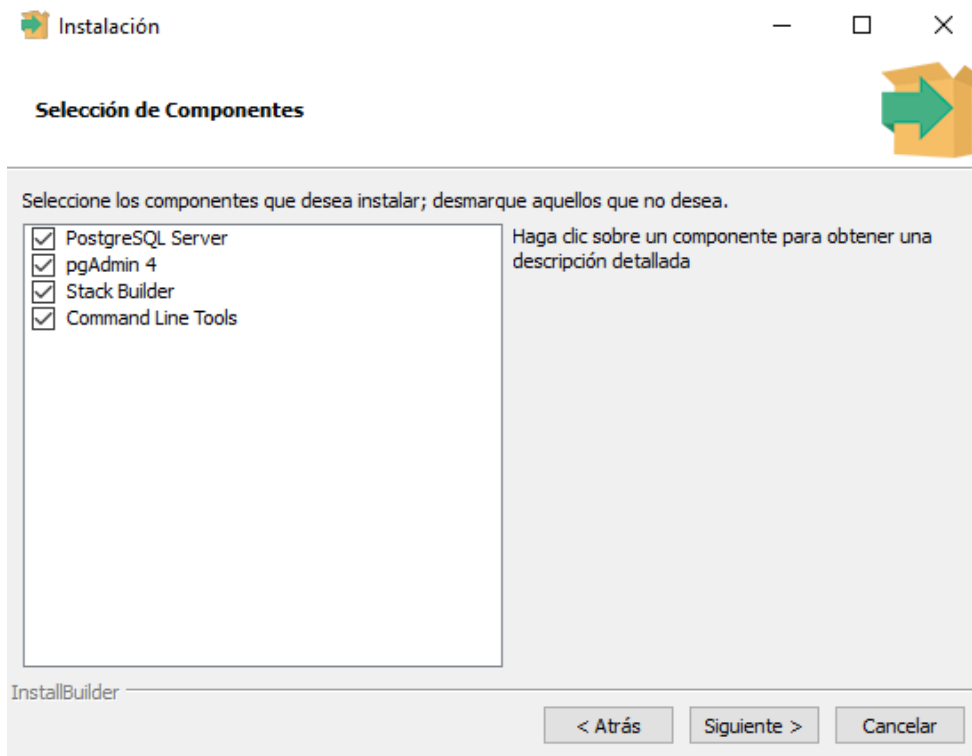 Instalación
Selección de Componentes
Seleccione los componentes que desea instalar; desmarque aquellos que no desea.
PostgreSQL Server
pgAdmin 4
Stack Builder
Command Line Tools
Haga clic sobre un componente para obtener una
descripción detallada
InstallBuilder
< Atrás
Siguiente >
Cancelar